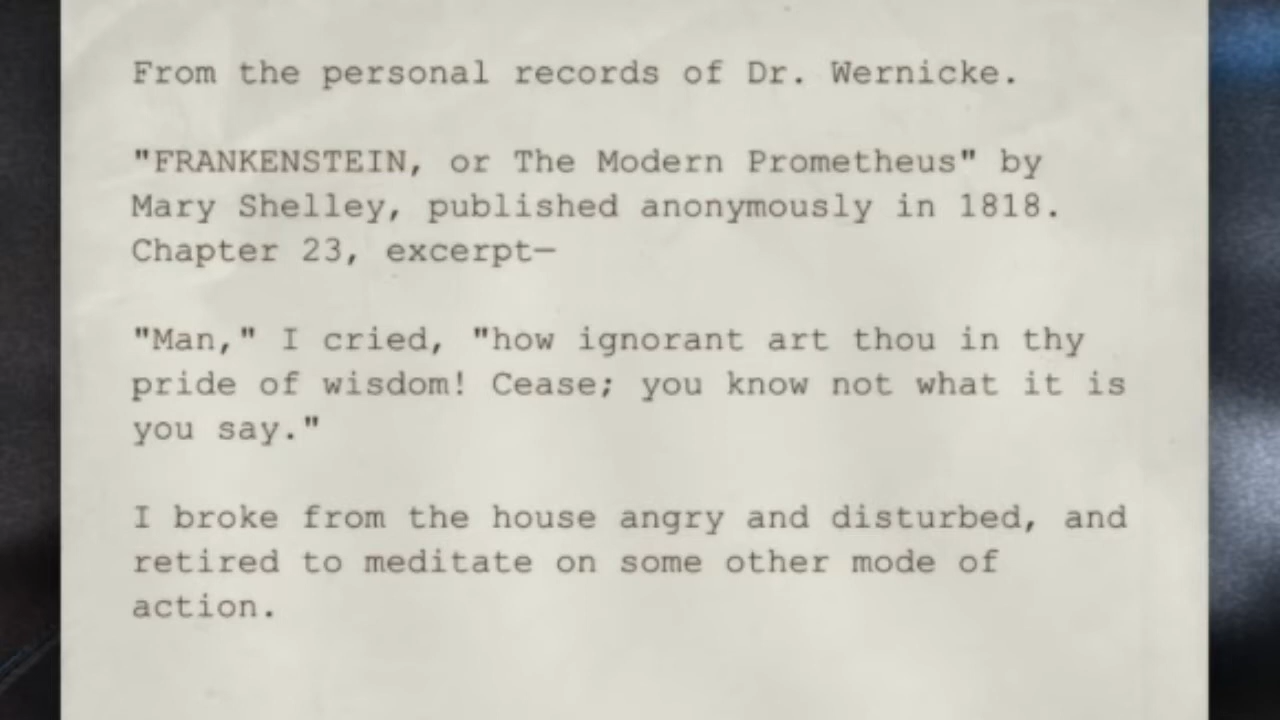 From the personal records of Dr. Wernicke.
"FRANKENSTEIN, or The Modern Prometheus" by
Mary Shelley, published anonymously in 1818.
Chapter 23, excerpt—
"Man," I cried, "how ignorant art thou in thy
pride of wisdom! Cease; you know not what it is
you say."
I broke from the house angry and disturbed, and
retired to meditate on some other mode of
action.